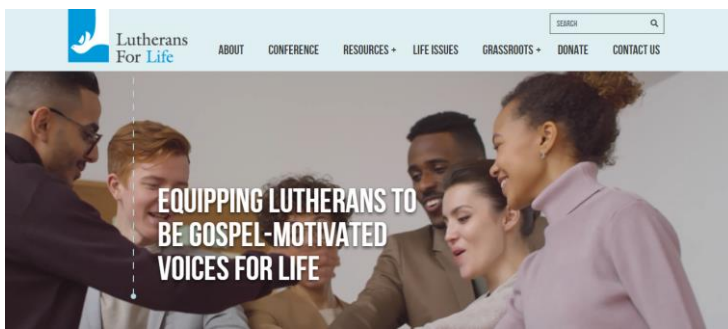 Lutherans
For Life
SEARCH
ABOUT
CONFERENCE
RESOURCES +
LIFE ISSUES
GRASSROOTS +
DONATE
CONTACT US
EQUIPPING LUTHERANS TO
BE GOSPEL-MOTIVATED
VOICES FOR LIFE